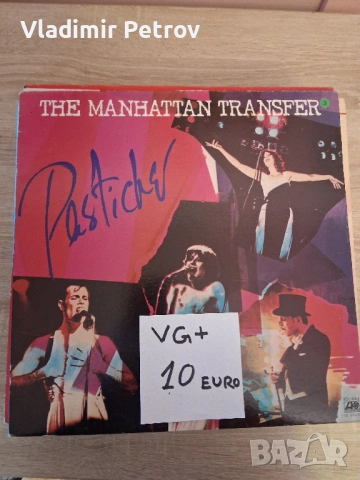 Vladimir Petrov
THE MANHATTAN TRANSFER
Pastiche
VG+
10 EURO
BAZAR